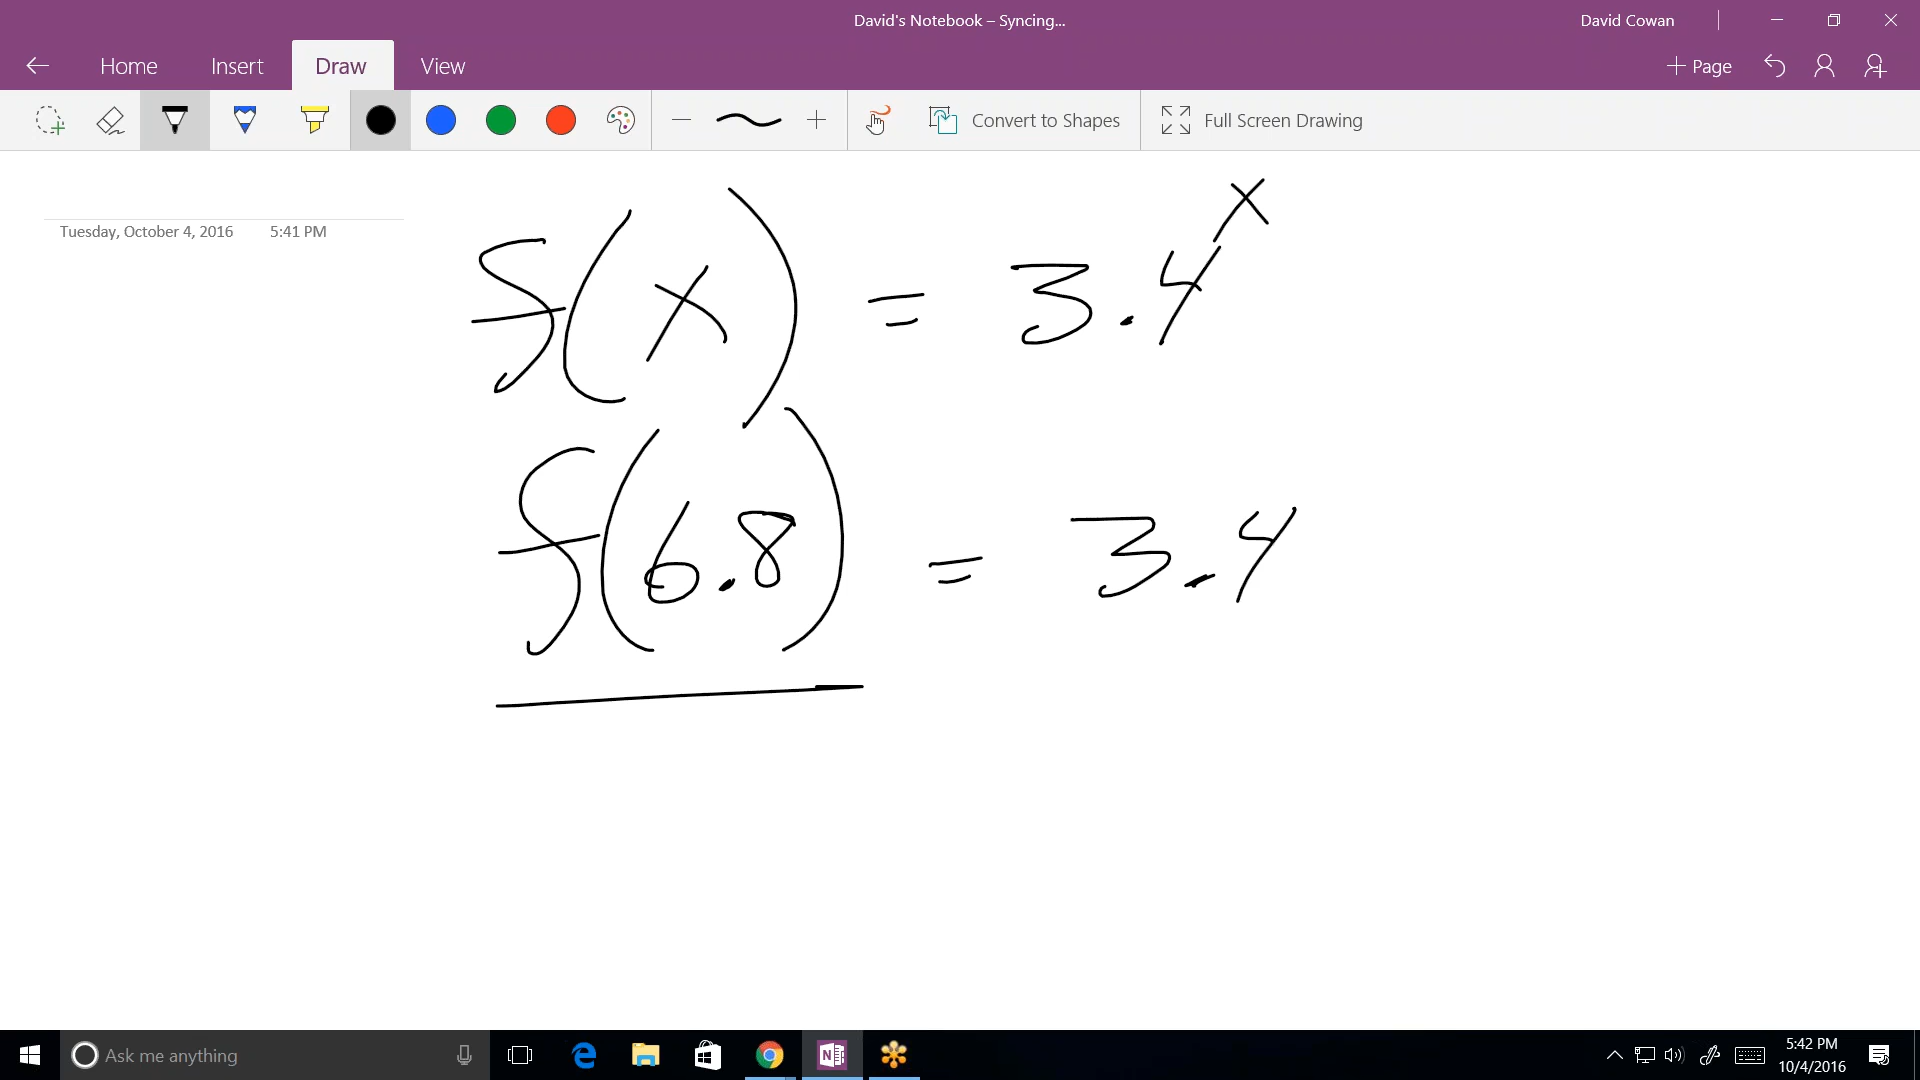 David's Notebook – Syncing...
David Cowan
Home Insert Draw View
Page
Convert to Shapes
Full Screen Drawing
Tuesday, October 4, 2016 5:41 PM
f(x) = 3.4^x
f(6.8) = 3.4
Ask me anything
5:42 PM
10/4/2016